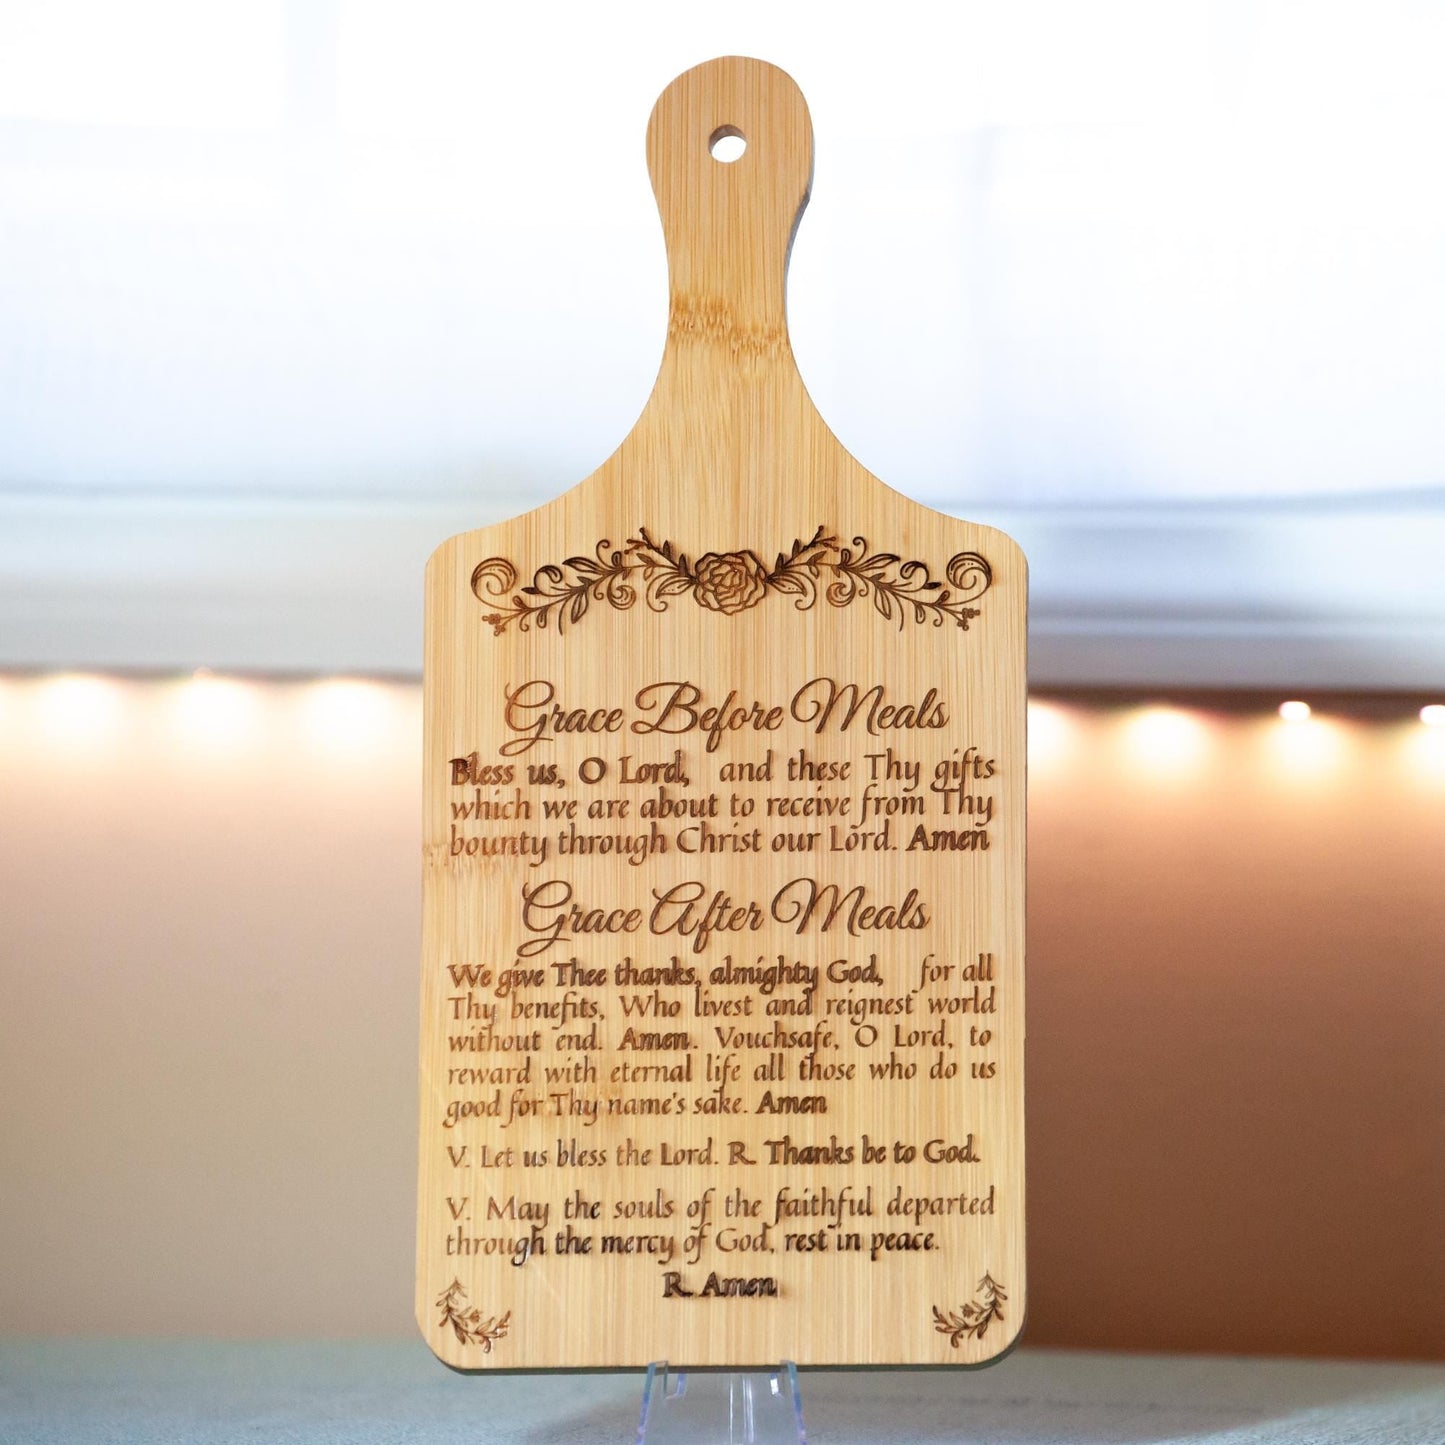 Grace Before Meals
Bless us, O Lord, and these Thy gifts
which we are about to receive from Thy
bounty through Christ our Lord. Amen
Grace After Meals
We give Thee thanks, almighty God, for all
Thy benefits, Who livest and reignest world
without end. Amen. Vouchsafe, O Lord, to
reward with eternal life all those who do us
good for Thy name's sake. Amen
V. Let us bless the Lord. R. Thanks be to God.
V. May the souls of the faithful departed
through the mercy of God, rest in peace.
R. Amen